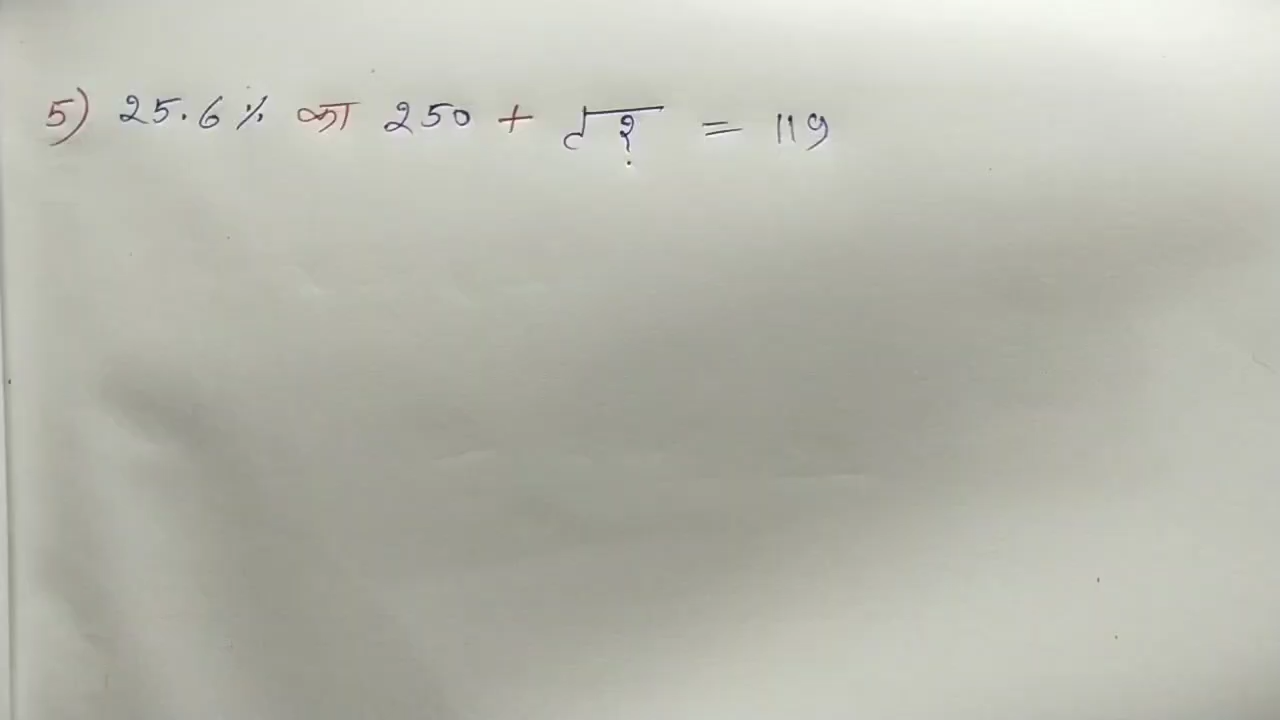 5) 25.6% का 250 + √? = 119